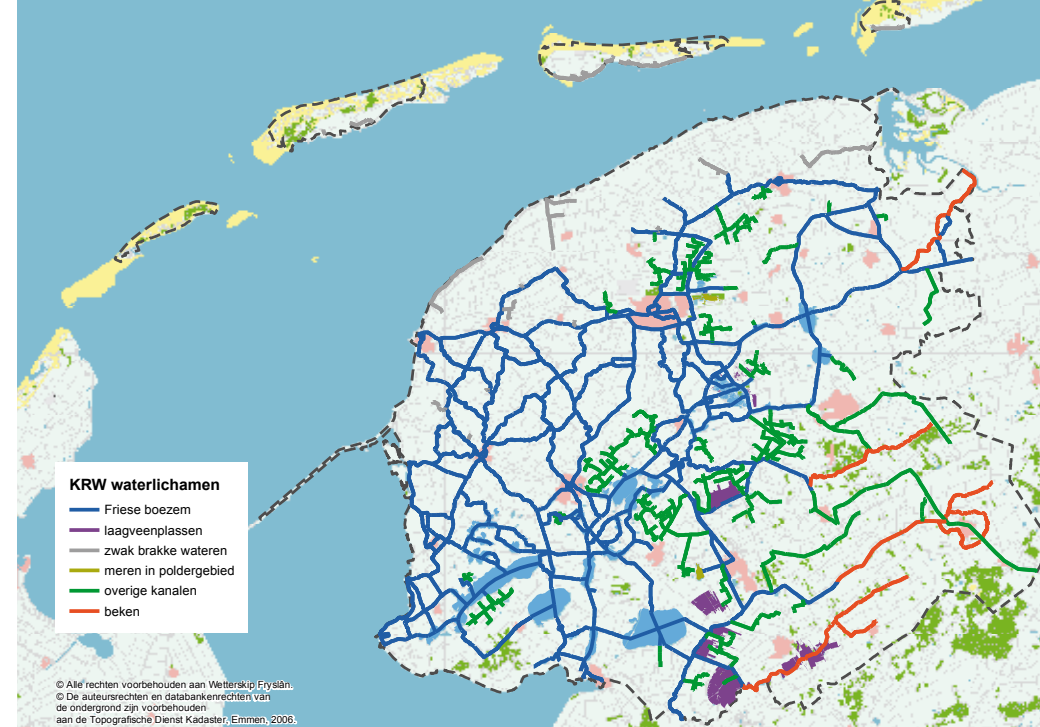 KRW waterlichamen
Friese boezem
laagveenplassen
zwak brakke wateren
meren in poldergebied
overige kanalen
beken
© Alle rechten voorbehouden aan Wetterskip Fryslân.
© De auteursrechten en databankenrechten van
de ondergrond zijn voorbehouden
aan de Topografische Dienst Kadaster, Emmen, 2006.